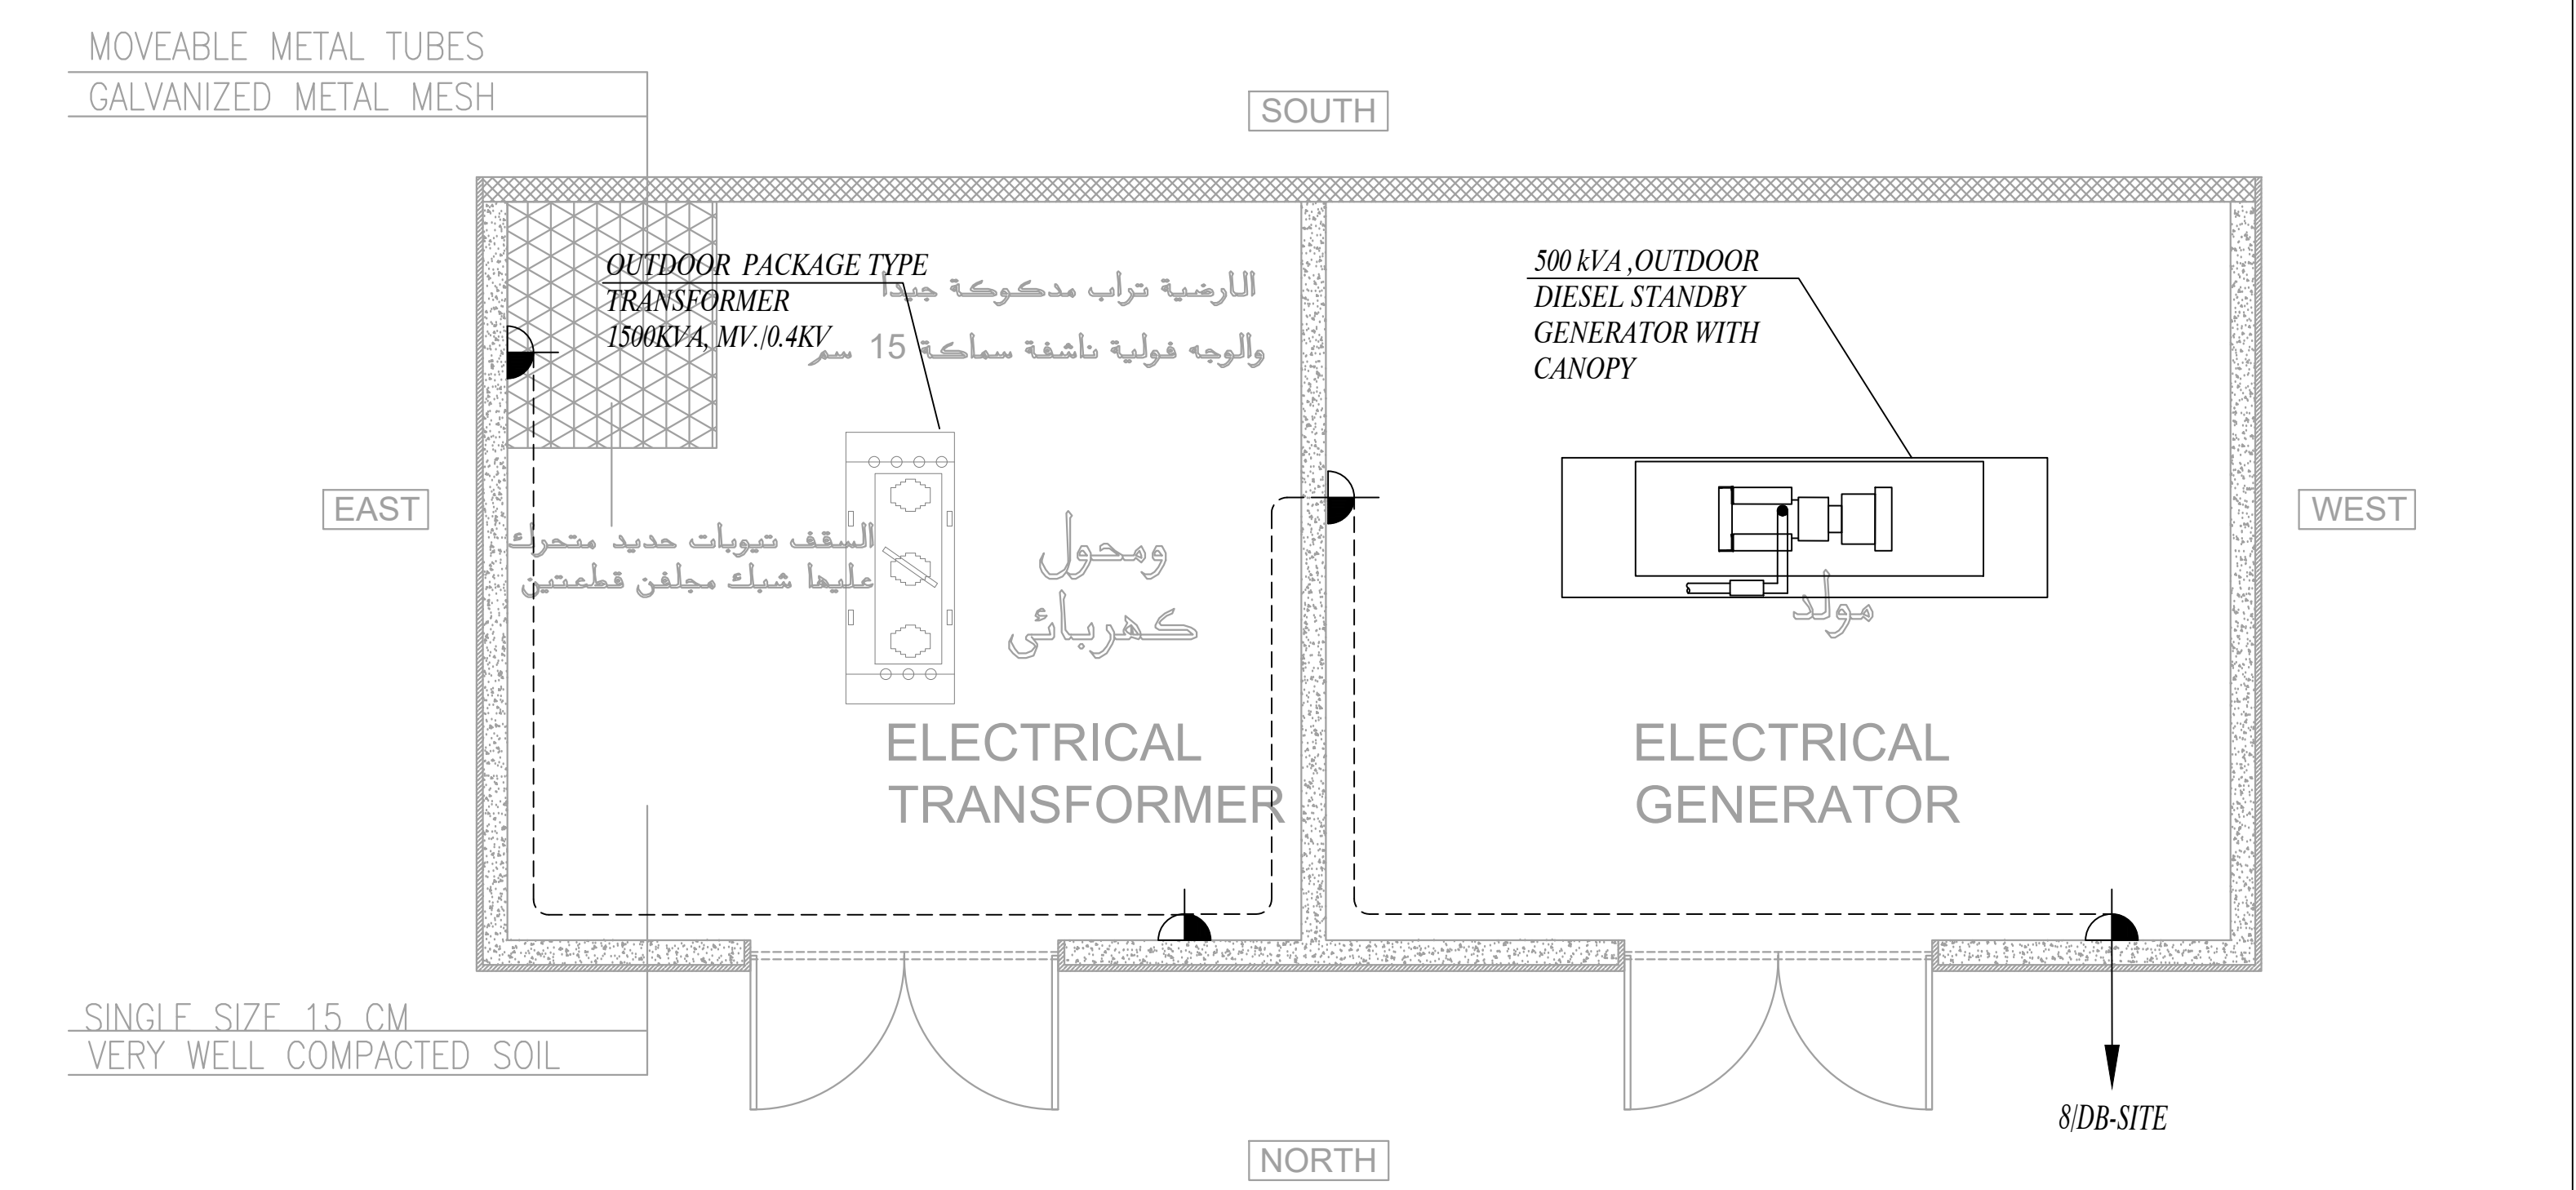 MOVEABLE METAL TUBES
GALVANIZED METAL MESH
SOUTH
OUTDOOR PACKAGE TYPE
TRANSFORMER
1500KVA, MV./0.4KV
الارضية تراب مدكوكة جيدا
والوجه فولية ناشفة سماكة 15 سم
500 kVA ,OUTDOOR
DIESEL STANDBY
GENERATOR WITH
CANOPY
EAST
WEST
السقف تيوبات حديد متحرك
عليها شبك مجلفن قطعتين
ومحول
كهربائي
مولد
ELECTRICAL
TRANSFORMER
ELECTRICAL
GENERATOR
SINGLE SIZE 15 CM
VERY WELL COMPACTED SOIL
8/DB-SITE
NORTH